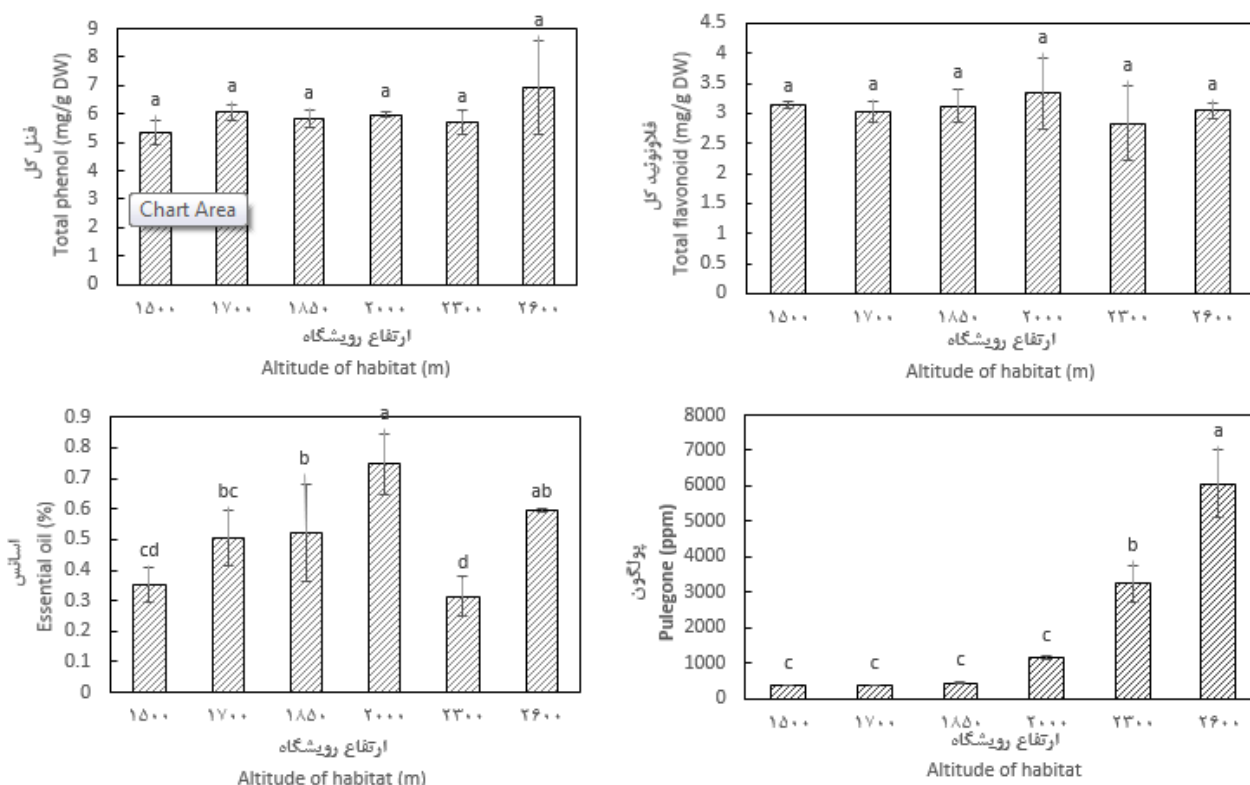 9
8
7
6
5
4
3
2
1
0
فنل کل
Total phenol (mg/g DW)
a
a
a
a
a
a
Chart Area
۱۵۰۰ ۱۷۰۰ ۱۸۵۰ ۲۰۰۰ ۲۳۰۰ ۲۶۰۰
ارتفاع رویشگاه
Altitude of habitat (m)
4.5
4
3.5
3
2.5
2
1.5
1
0.5
0
فلاونوئید کل
Total flavonoid (mg/g DW)
a
a
a
a
a
a
۱۵۰۰ ۱۷۰۰ ۱۸۵۰ ۲۰۰۰ ۲۳۰۰ ۲۶۰۰
ارتفاع رویشگاه
Altitude of habitat (m)
0.9
0.8
0.7
0.6
0.5
0.4
0.3
0.2
0.1
0
اسانس
Essential oil (%)
cd
bc
b
a
d
ab
۱۵۰۰ ۱۷۰۰ ۱۸۵۰ ۲۰۰۰ ۲۳۰۰ ۲۶۰۰
ارتفاع رویشگاه
Altitude of habitat (m)
8000
7000
6000
5000
4000
3000
2000
1000
0
پولگون
Pulegone (ppm)
c
c
c
c
b
a
۱۵۰۰ ۱۷۰۰ ۱۸۵۰ ۲۰۰۰ ۲۳۰۰ ۲۶۰۰
ارتفاع رویشگاه
Altitude of habitat